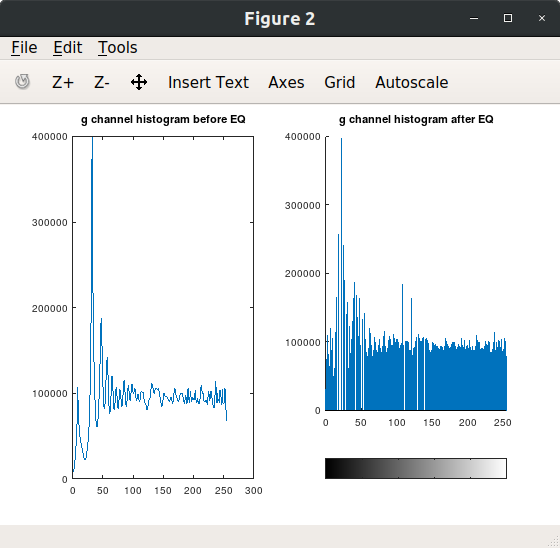 Figure 2
File Edit Tools
Z+ Z- Insert Text Axes Grid Autoscale
g channel histogram before EQ
400000
300000
200000
100000
0
0 50 100 150 200 250 300
g channel histogram after EQ
400000
300000
200000
100000
0
0 50 100 150 200 250